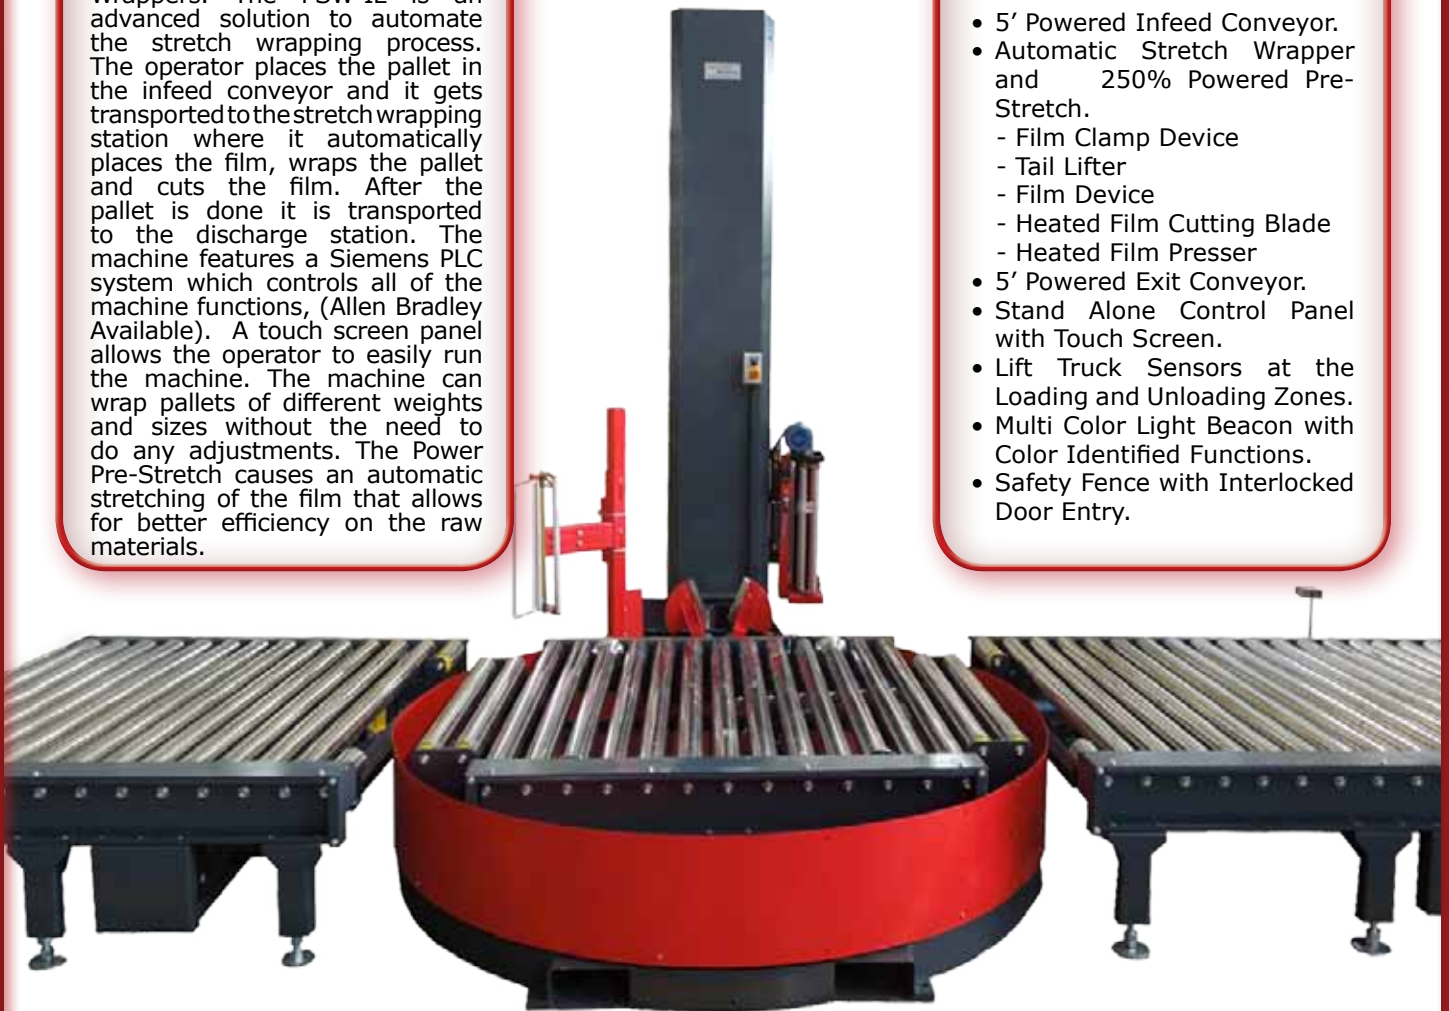 advanced solution to automate
the stretch wrapping process.
The operator places the pallet in
the infeed conveyor and it gets
transported to the stretch wrapping
station where it automatically
places the film, wraps the pallet
and cuts the film. After the
pallet is done it is transported
to the discharge station. The
machine features a Siemens PLC
system which controls all of the
machine functions, (Allen Bradley
Available). A touch screen panel
allows the operator to easily run
the machine. The machine can
wrap pallets of different weights
and sizes without the need to
do any adjustments. The Power
Pre-Stretch causes an automatic
stretching of the film that allows
for better efficiency on the raw
materials.
• 5’ Powered Infeed Conveyor.
• Automatic Stretch Wrapper
and 250% Powered Pre-
Stretch.
- Film Clamp Device
- Tail Lifter
- Film Device
- Heated Film Cutting Blade
- Heated Film Presser
• 5’ Powered Exit Conveyor.
• Stand Alone Control Panel
with Touch Screen.
• Lift Truck Sensors at the
Loading and Unloading Zones.
• Multi Color Light Beacon with
Color Identified Functions.
• Safety Fence with Interlocked
Door Entry.